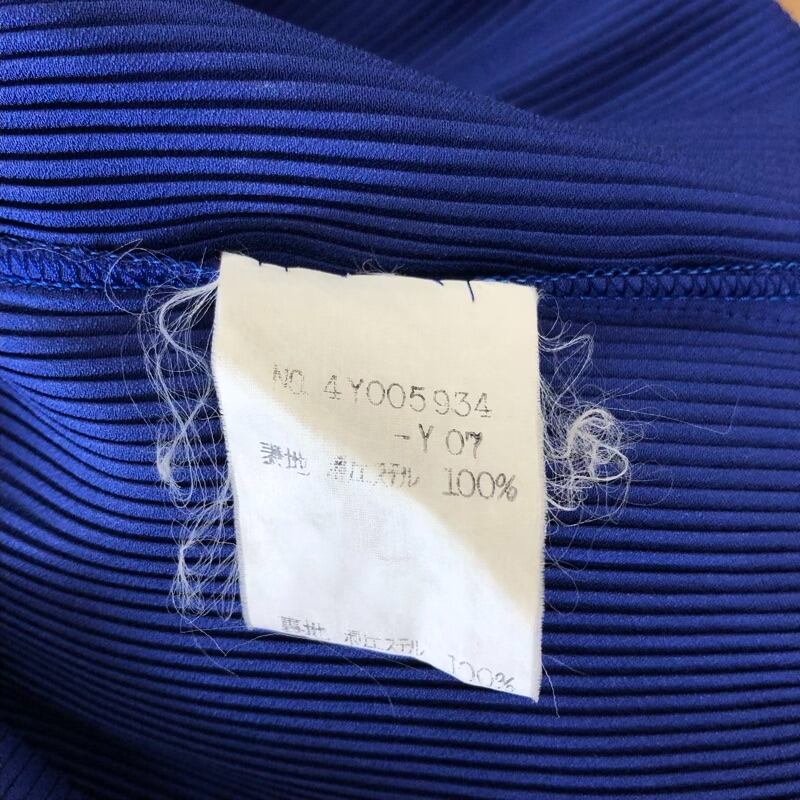 NO. 4Y005934
-Y 07
素地 ポリエステル 100%
裏地 ポリエステル 100%